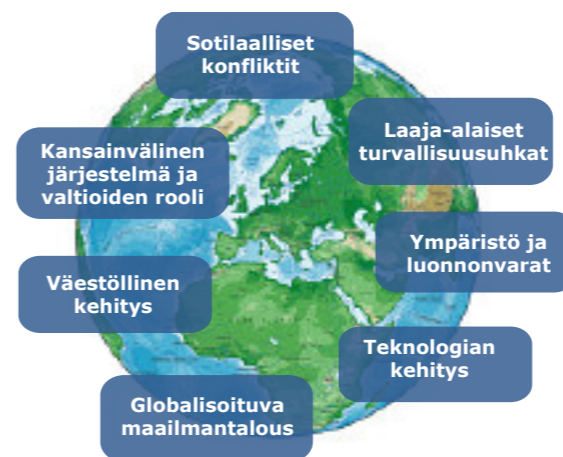 Sotilaalliset
konfliktit
Laaja-alaiset
turvallisuusuhkat
Kansainvälinen
järjestelmä ja
valtioiden rooli
Ympäristö ja
luonnonvarat
Väestöllinen
kehitys
Teknologian
kehitys
Globalisoituva
maailmantalous